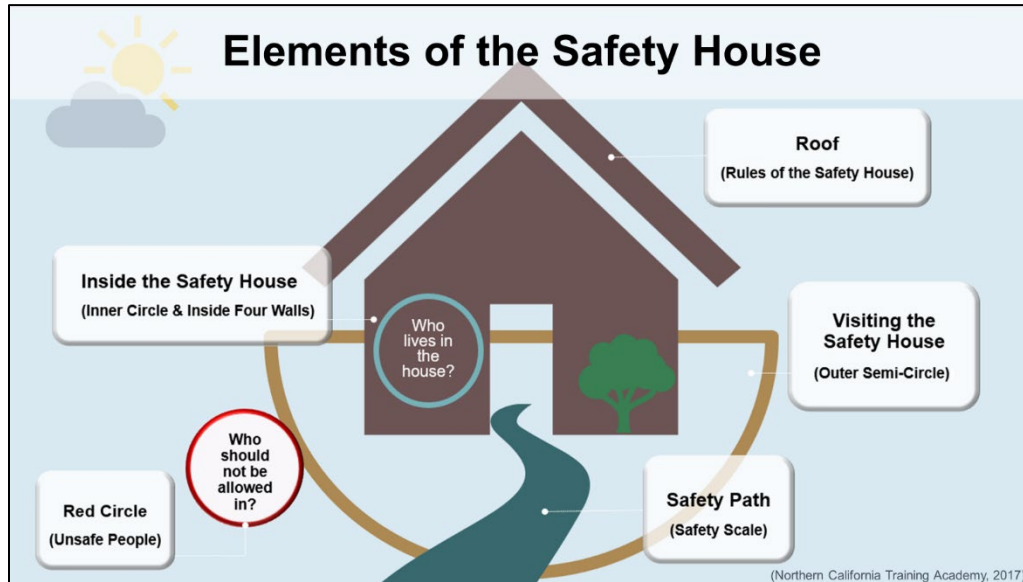 Elements of the Safety House
Roof
(Rules of the Safety House)
Inside the Safety House
(Inner Circle & Inside Four Walls)
Who
lives in
the
house?
Visiting the
Safety House
(Outer Semi-Circle)
Who
should
not be
allowed
in?
Red Circle
(Unsafe People)
Safety Path
(Safety Scale)
(Northern California Training Academy, 2017)